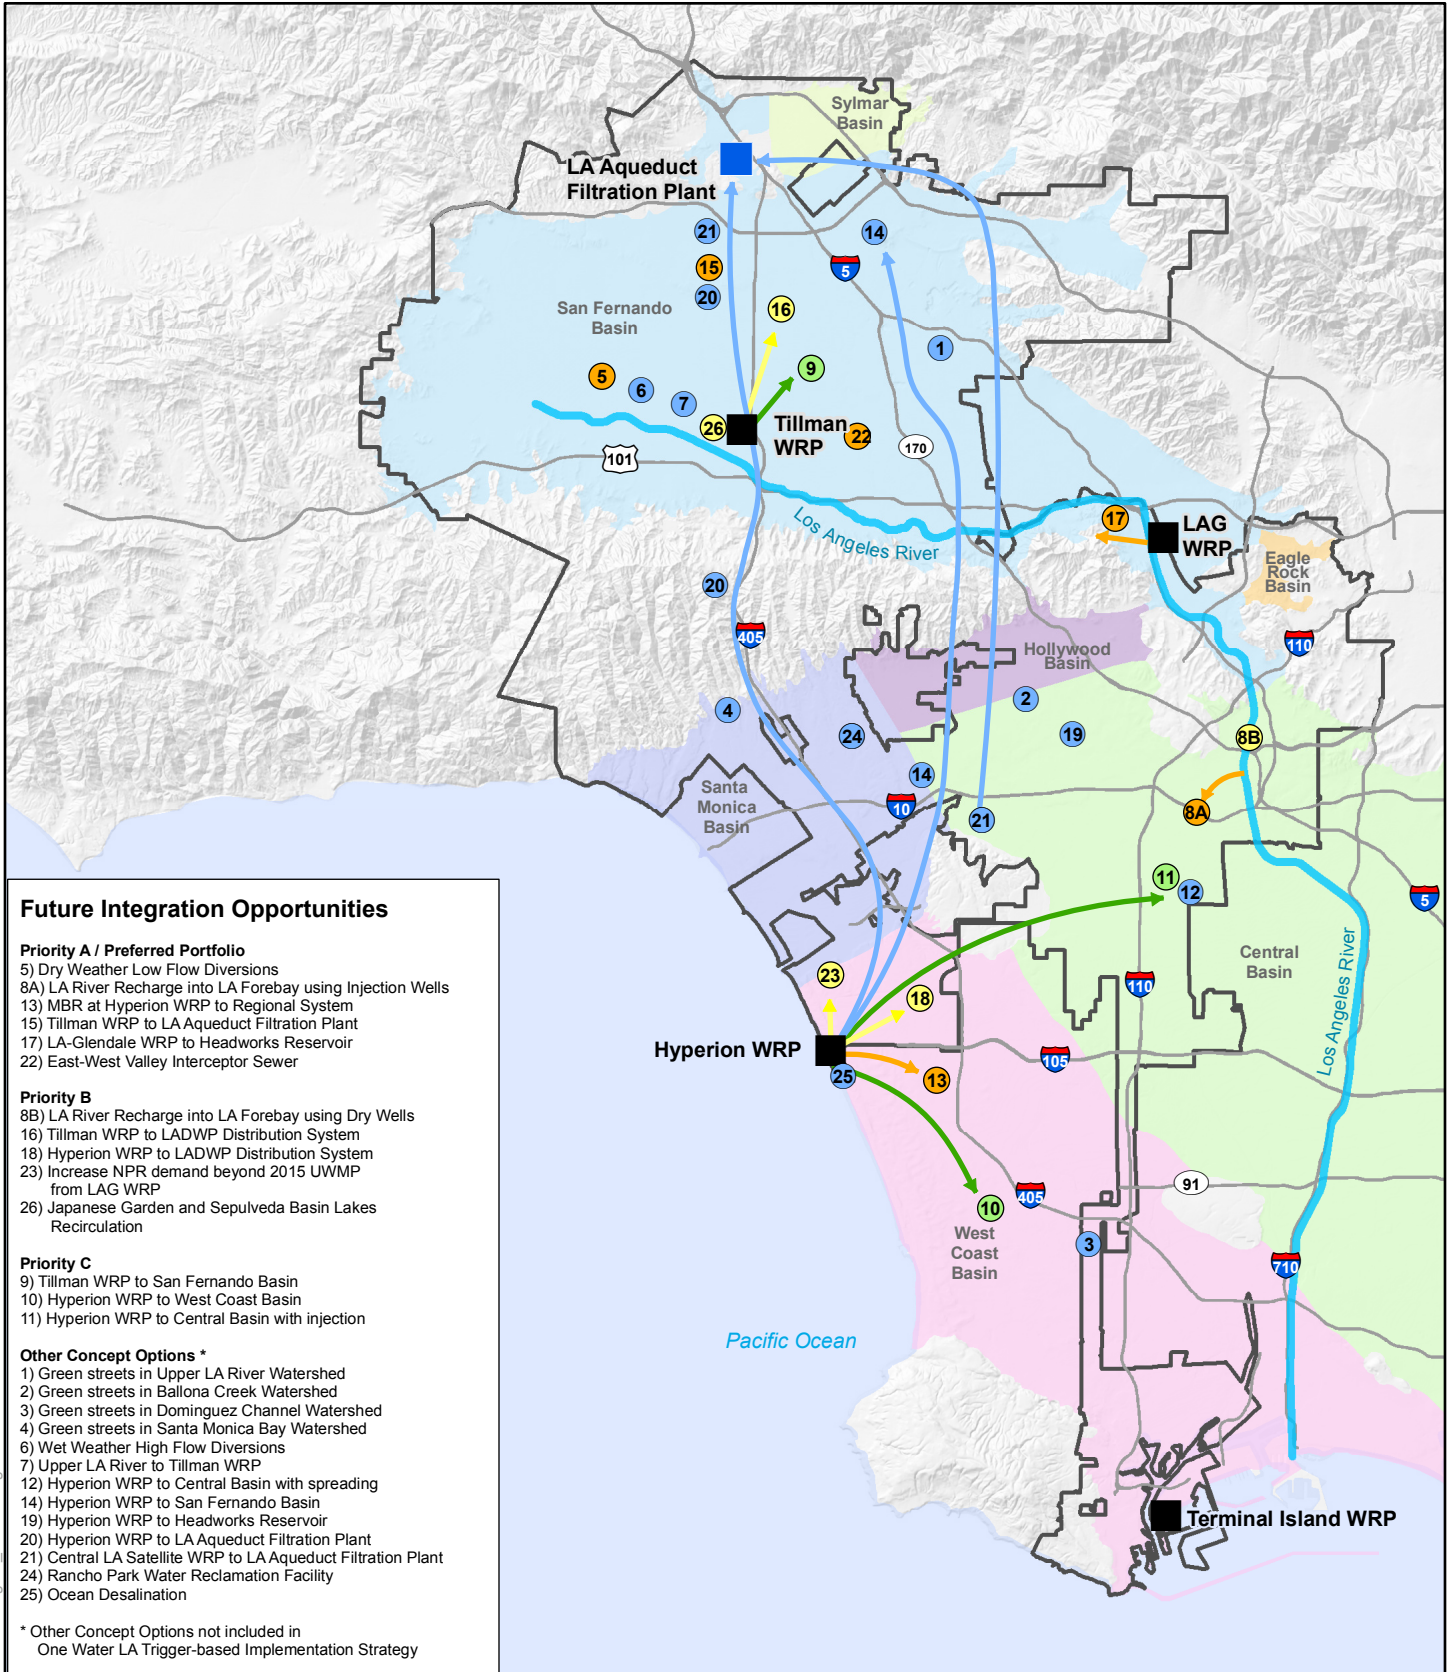 Sylmar
Basin
LA Aqueduct
Filtration Plant
21
14
15
5
20
San Fernando
Basin
16
1
9
5
6
7
26
Tillman
WRP
22
170
101
17
Los Angeles River
LAG
WRP
Eagle
Rock
Basin
20
405
110
Hollywood
Basin
4
2
24
19
8B
14
Santa
Monica
Basin
10
21
8A
11
12
5
Central
Basin
Los Angeles River
23
18
110
Hyperion WRP
105
25
13
91
405
10
West
Coast
Basin
3
710
Pacific Ocean
Terminal Island WRP
Future Integration Opportunities
Priority A / Preferred Portfolio
5) Dry Weather Low Flow Diversions
8A) LA River Recharge into LA Forebay using Injection Wells
13) MBR at Hyperion WRP to Regional System
15) Tillman WRP to LA Aqueduct Filtration Plant
17) LA-Glendale WRP to Headworks Reservoir
22) East-West Valley Interceptor Sewer
Priority B
8B) LA River Recharge into LA Forebay using Dry Wells
16) Tillman WRP to LADWP Distribution System
18) Hyperion WRP to LADWP Distribution System
23) Increase NPR demand beyond 2015 UWMP
from LAG WRP
26) Japanese Garden and Sepulveda Basin Lakes
Recirculation
Priority C
9) Tillman WRP to San Fernando Basin
10) Hyperion WRP to West Coast Basin
11) Hyperion WRP to Central Basin with injection
Other Concept Options *
1) Green streets in Upper LA River Watershed
2) Green streets in Ballona Creek Watershed
3) Green streets in Dominguez Channel Watershed
4) Green streets in Santa Monica Bay Watershed
6) Wet Weather High Flow Diversions
7) Upper LA River to Tillman WRP
12) Hyperion WRP to Central Basin with spreading
14) Hyperion WRP to San Fernando Basin
19) Hyperion WRP to Headworks Reservoir
20) Hyperion WRP to LA Aqueduct Filtration Plant
21) Central LA Satellite WRP to LA Aqueduct Filtration Plant
24) Rancho Park Water Reclamation Facility
25) Ocean Desalination
* Other Concept Options not included in
One Water LA Trigger-based Implementation Strategy